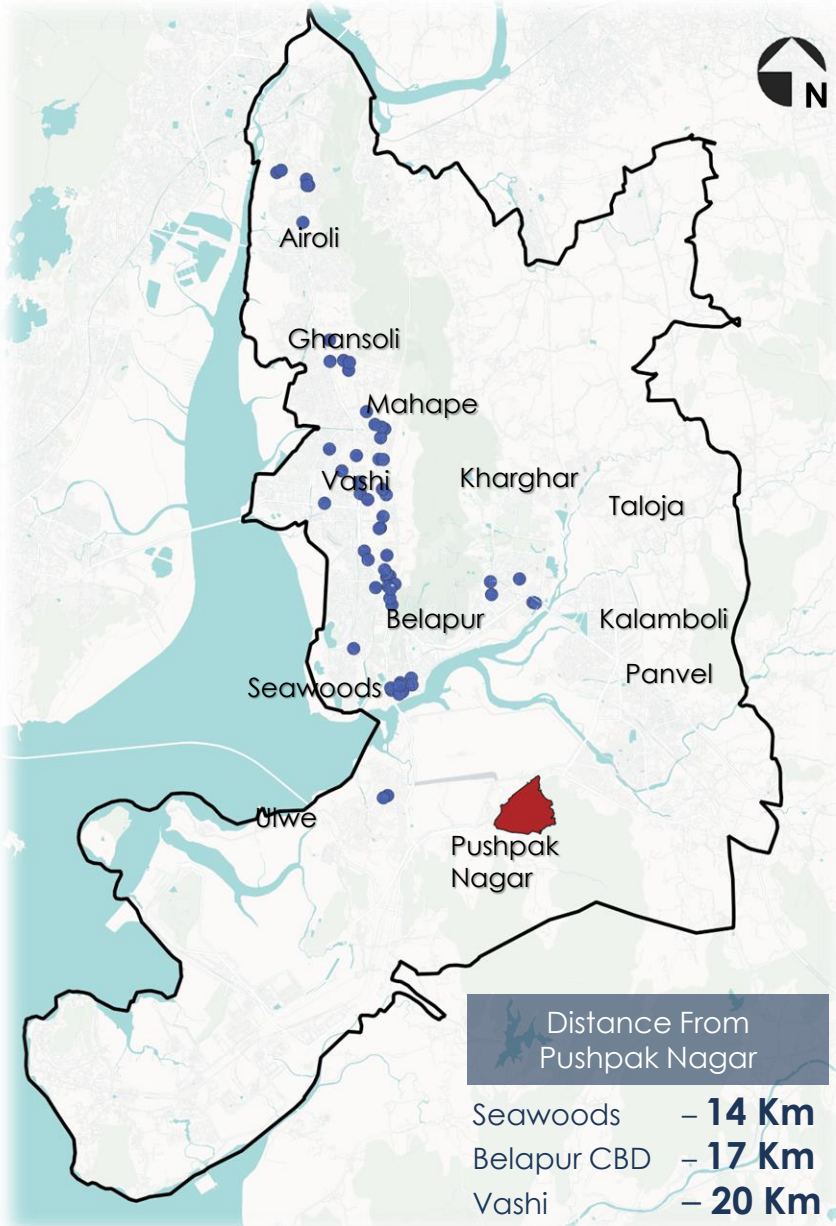 N
Airoli
Ghansoli
Mahape
Kharghar
Vashi
Taloja
Belapur
Kalamboli
Panvel
Seawoods
Ulwe
Pushpak
Nagar
Distance From
Pushpak Nagar
Seawoods – 14 Km
Belapur CBD – 17 Km
Vashi – 20 Km